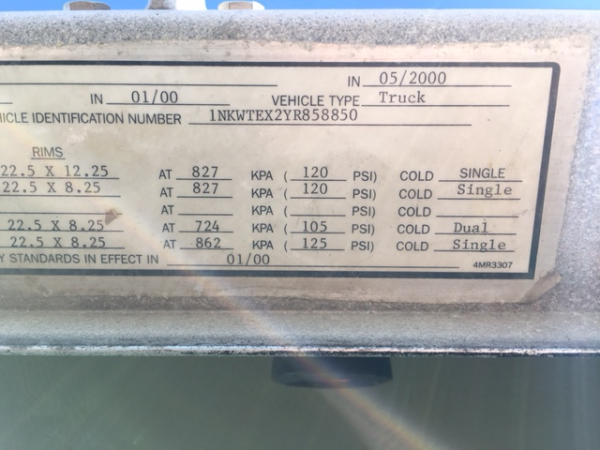 IN 05/2000
IN 01/00 VEHICLE TYPE Truck
HICLE IDENTIFICATION NUMBER 1NKWTEX2YR858850
RIMS
22.5 X 12.25 AT 827 KPA ( 120 PSI) COLD SINGLE
22.5 X 8.25 AT 827 KPA ( 120 PSI) COLD Single
AT KPA ( PSI) COLD
22.5 X 8.25 AT 724 KPA ( 105 PSI) COLD Dual
22.5 X 8.25 AT 862 KPA ( 125 PSI) COLD Single
Y STANDARDS IN EFFECT IN 01/00
4MR3307